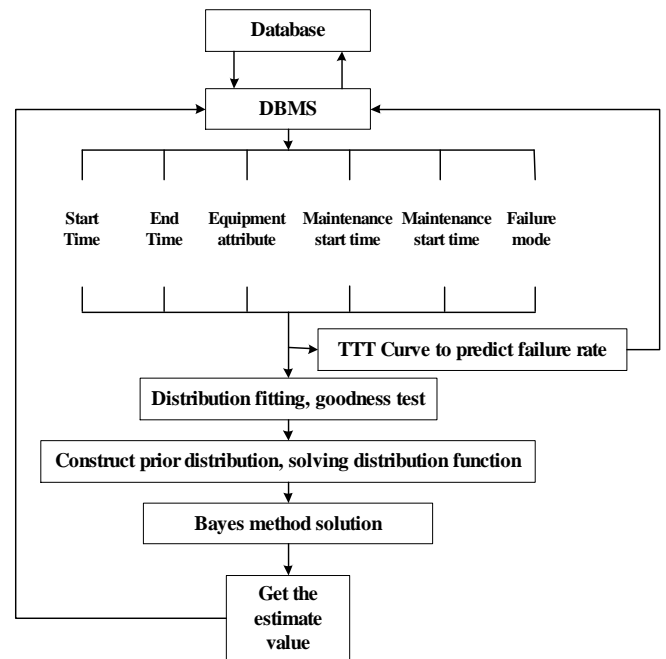 Database
DBMS
Start
Time
End
Time
Equipment
attribute
Maintenance
start time
Maintenance
start time
Failure
mode
TTT Curve to predict failure rate
Distribution fitting, goodness test
Construct prior distribution, solving distribution function
Bayes method solution
Get the
estimate
value